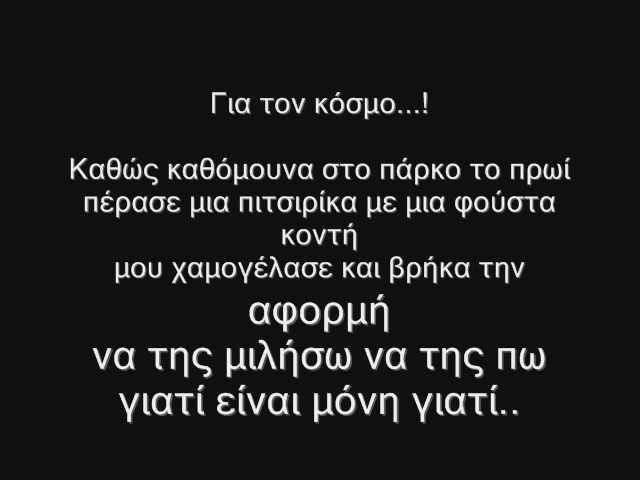 Για τον κόσμο...!
Καθώς καθόμουνα στο πάρκο το πρωί
πέρασε μια πιτσιρίκα με μια φούστα
κοντή
μου χαμογέλασε και βρήκα την
αφορμή
να της μιλήσω να της πω
γιατί είναι μόνη γιατί..